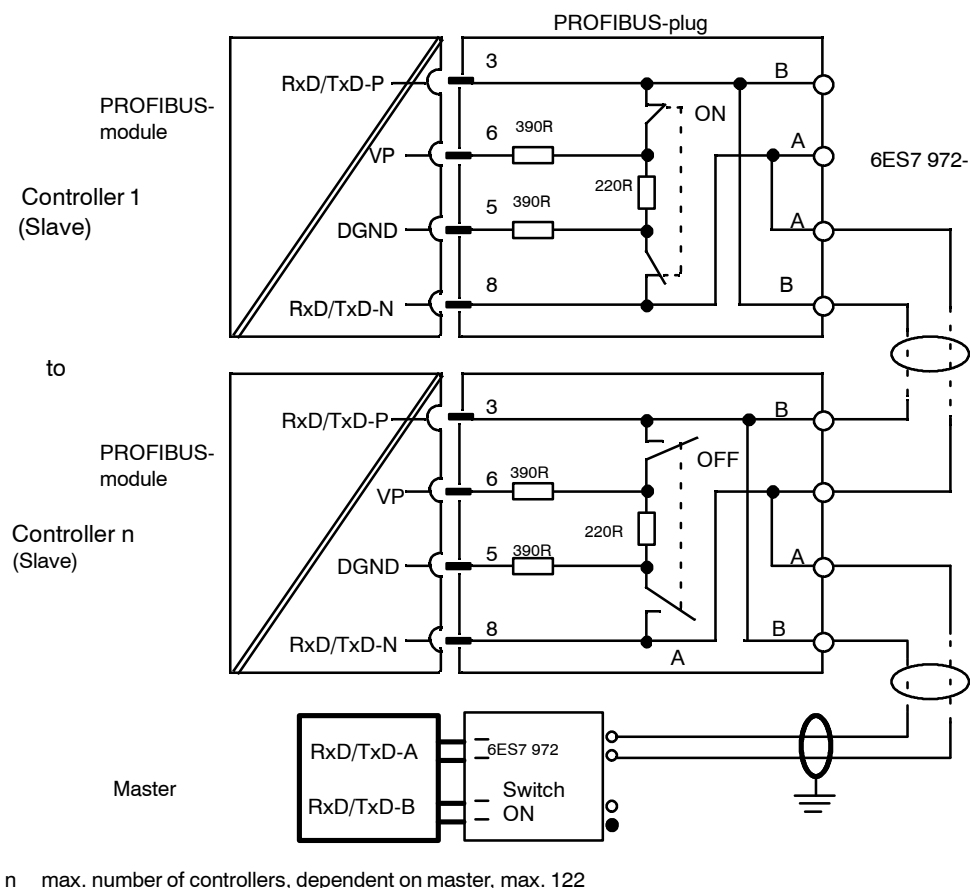 PROFIBUS-plug
PROFIBUS-
module
Controller 1
(Slave)
RxD/TxD-P
VP
DGND
RxD/TxD-N
3
6
5
8
390R
390R
220R
ON
B
A
A
B
6ES7 972-
to
PROFIBUS-
module
Controller n
(Slave)
RxD/TxD-P
VP
DGND
RxD/TxD-N
3
6
5
8
390R
390R
220R
OFF
B
A
B
A
Master
RxD/TxD-A
RxD/TxD-B
6ES7 972
Switch
ON
n max. number of controllers, dependent on master, max. 122